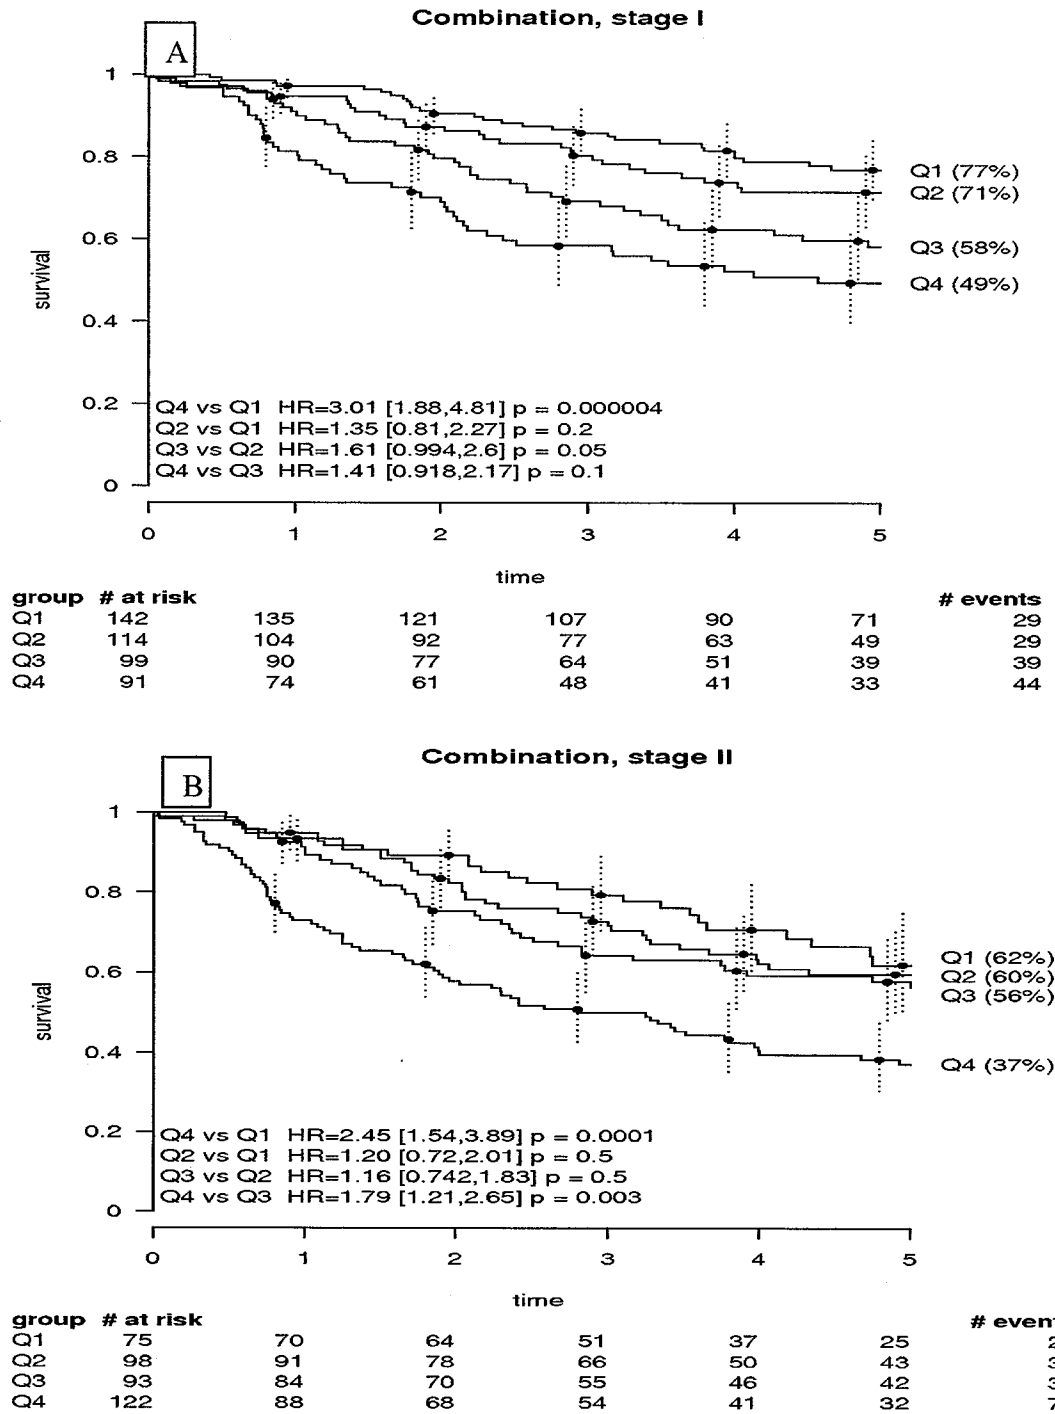 Combination, stage I
A
1
0.8
0.6
0.4
0.2
0
survival
Q1 (77%)
Q2 (71%)
Q3 (58%)
Q4 (49%)
Q4 vs Q1 HR=3.01 [1.88,4.81] p = 0.000004
Q2 vs Q1 HR=1.35 [0.81,2.27] p = 0.2
Q3 vs Q2 HR=1.61 [0.994,2.6] p = 0.05
Q4 vs Q3 HR=1.41 [0.918,2.17] p = 0.1
0 1 2 3 4 5
time
group # at risk # events
Q1 142 135 121 107 90 71 29
Q2 114 104 92 77 63 49 29
Q3 99 90 77 64 51 39 39
Q4 91 74 61 48 41 33 44
Combination, stage II
B
1
0.8
0.6
0.4
0.2
0
survival
Q1 (62%)
Q2 (60%)
Q3 (56%)
Q4 (37%)
Q4 vs Q1 HR=2.45 [1.54,3.89] p = 0.0001
Q2 vs Q1 HR=1.20 [0.72,2.01] p = 0.5
Q3 vs Q2 HR=1.16 [0.742,1.83] p = 0.5
Q4 vs Q3 HR=1.79 [1.21,2.65] p = 0.003
0 1 2 3 4 5
time
group # at risk # even
Q1 75 70 64 51 37 25
Q2 98 91 78 66 50 43
Q3 93 84 70 55 46 42
Q4 122 88 68 54 41 32